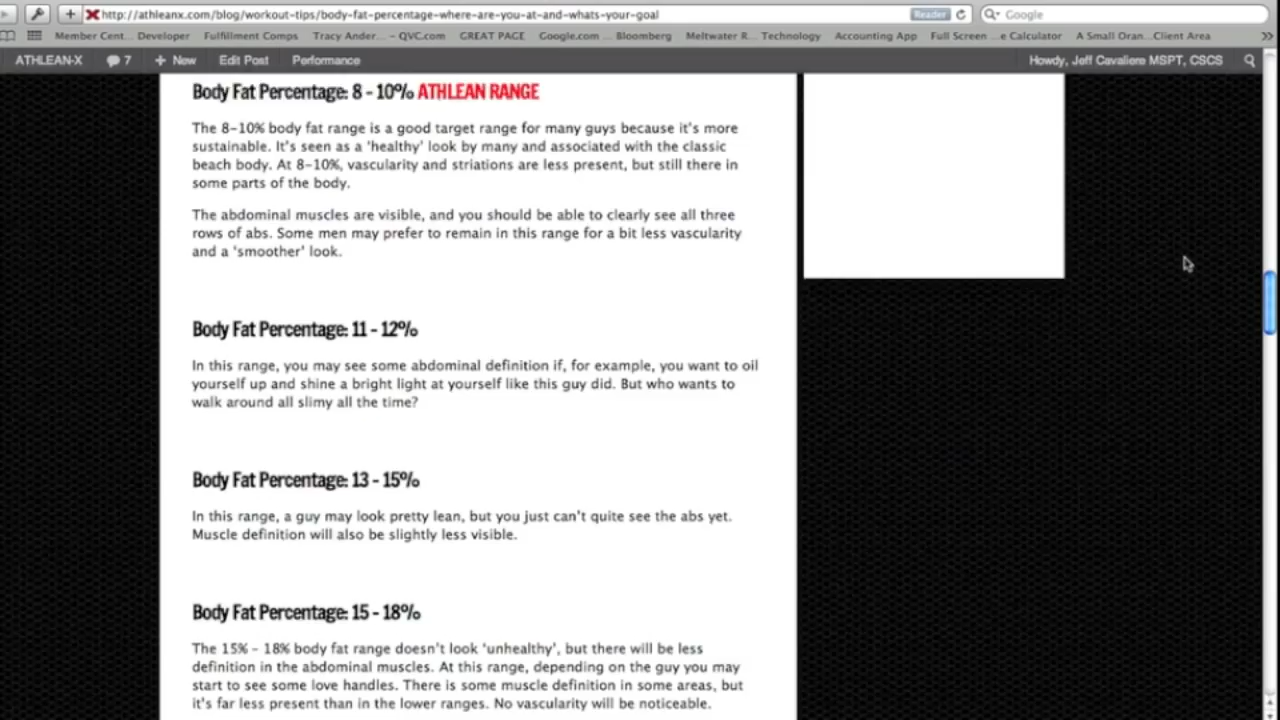 http://athleanx.com/blog/workout-tips/body-fat-percentage-where-are-you-at-and-whats-your-goal
Reader
Google
Member Cent... Developer
Fulfillment Comps
Tracy Ander... – QVC.com
GREAT PAGE
Google.com ... Bloomberg
Meltwater R... Technology
Accounting App
Full Screen ...e Calculator
A Small Oran...Client Area
ATHLEAN-X
7
+ New
Edit Post
Performance
Howdy, Jeff Cavaliere MSPT, CSCS
Body Fat Percentage: 8 - 10% ATHLEAN RANGE
The 8–10% body fat range is a good target range for many guys because it's more
sustainable. It's seen as a 'healthy' look by many and associated with the classic
beach body. At 8–10%, vascularity and striations are less present, but still there in
some parts of the body.
The abdominal muscles are visible, and you should be able to clearly see all three
rows of abs. Some men may prefer to remain in this range for a bit less vascularity
and a 'smoother' look.
Body Fat Percentage: 11 - 12%
In this range, you may see some abdominal definition if, for example, you want to oil
yourself up and shine a bright light at yourself like this guy did. But who wants to
walk around all slimy all the time?
Body Fat Percentage: 13 - 15%
In this range, a guy may look pretty lean, but you just can't quite see the abs yet.
Muscle definition will also be slightly less visible.
Body Fat Percentage: 15 - 18%
The 15% – 18% body fat range doesn't look 'unhealthy', but there will be less
definition in the abdominal muscles. At this range, depending on the guy you may
start to see some love handles. There is some muscle definition in some areas, but
it's far less present than in the lower ranges. No vascularity will be noticeable.